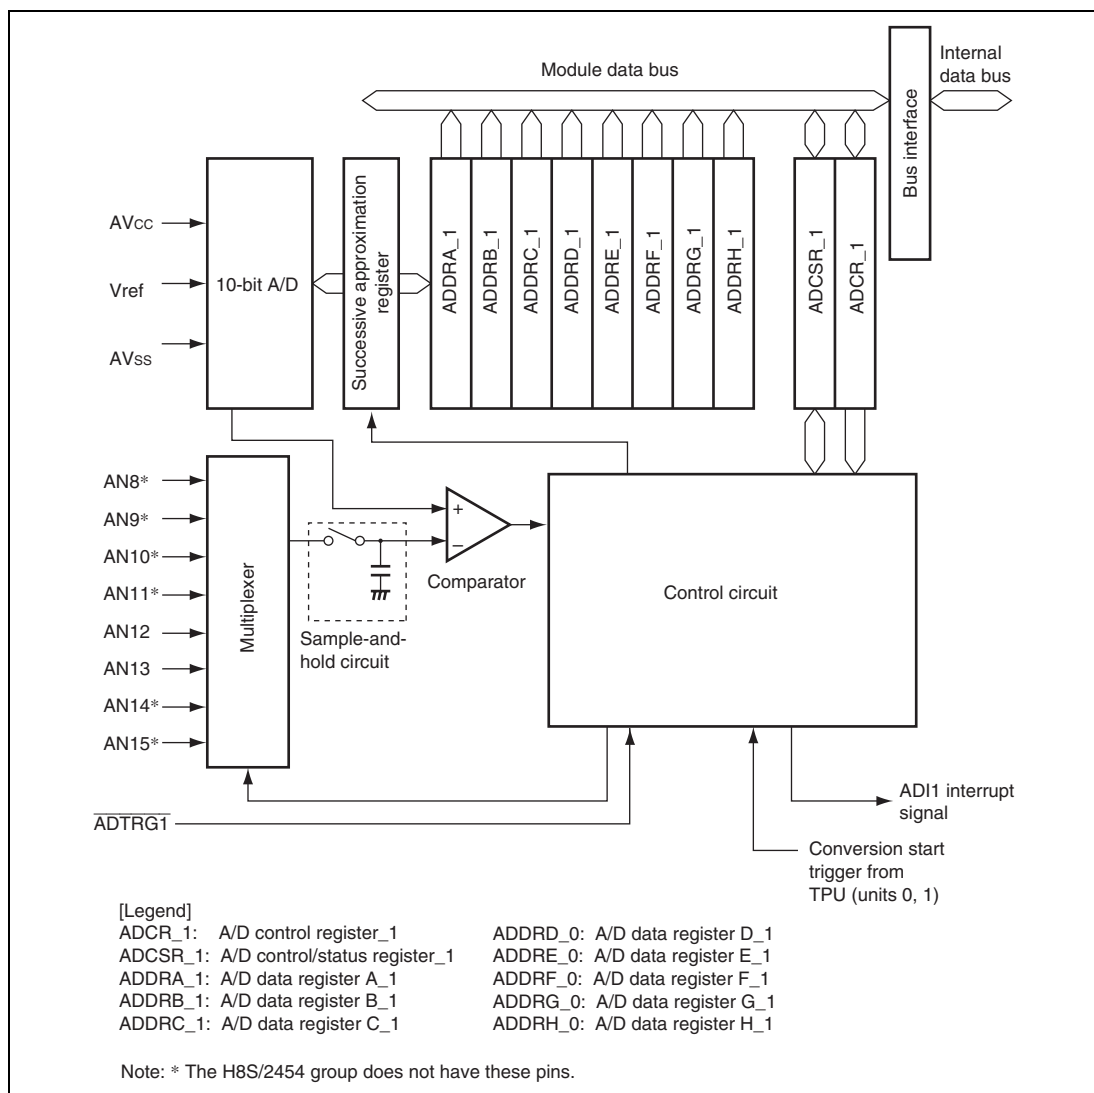 Module data bus
Internal
data bus
Bus interface
AVCC
Vref
AVSS
10-bit A/D
Successive approximation
register
ADDRA_1
ADDRB_1
ADDRC_1
ADDRD_1
ADDRE_1
ADDRF_1
ADDRG_1
ADDRH_1
ADCSR_1
ADCR_1
AN8*
AN9*
AN10*
AN11*
AN12
AN13
AN14*
AN15*
Multiplexer
+
−
Comparator
Sample-and-
hold circuit
Control circuit
ADTRG1
ADI1 interrupt
signal
Conversion start
trigger from
TPU (units 0, 1)
[Legend]
ADCR_1: A/D control register_1
ADCSR_1: A/D control/status register_1
ADDRA_1: A/D data register A_1
ADDRB_1: A/D data register B_1
ADDRC_1: A/D data register C_1
ADDRD_0: A/D data register D_1
ADDRE_0: A/D data register E_1
ADDRF_0: A/D data register F_1
ADDRG_0: A/D data register G_1
ADDRH_0: A/D data register H_1
Note: * The H8S/2454 group does not have these pins.